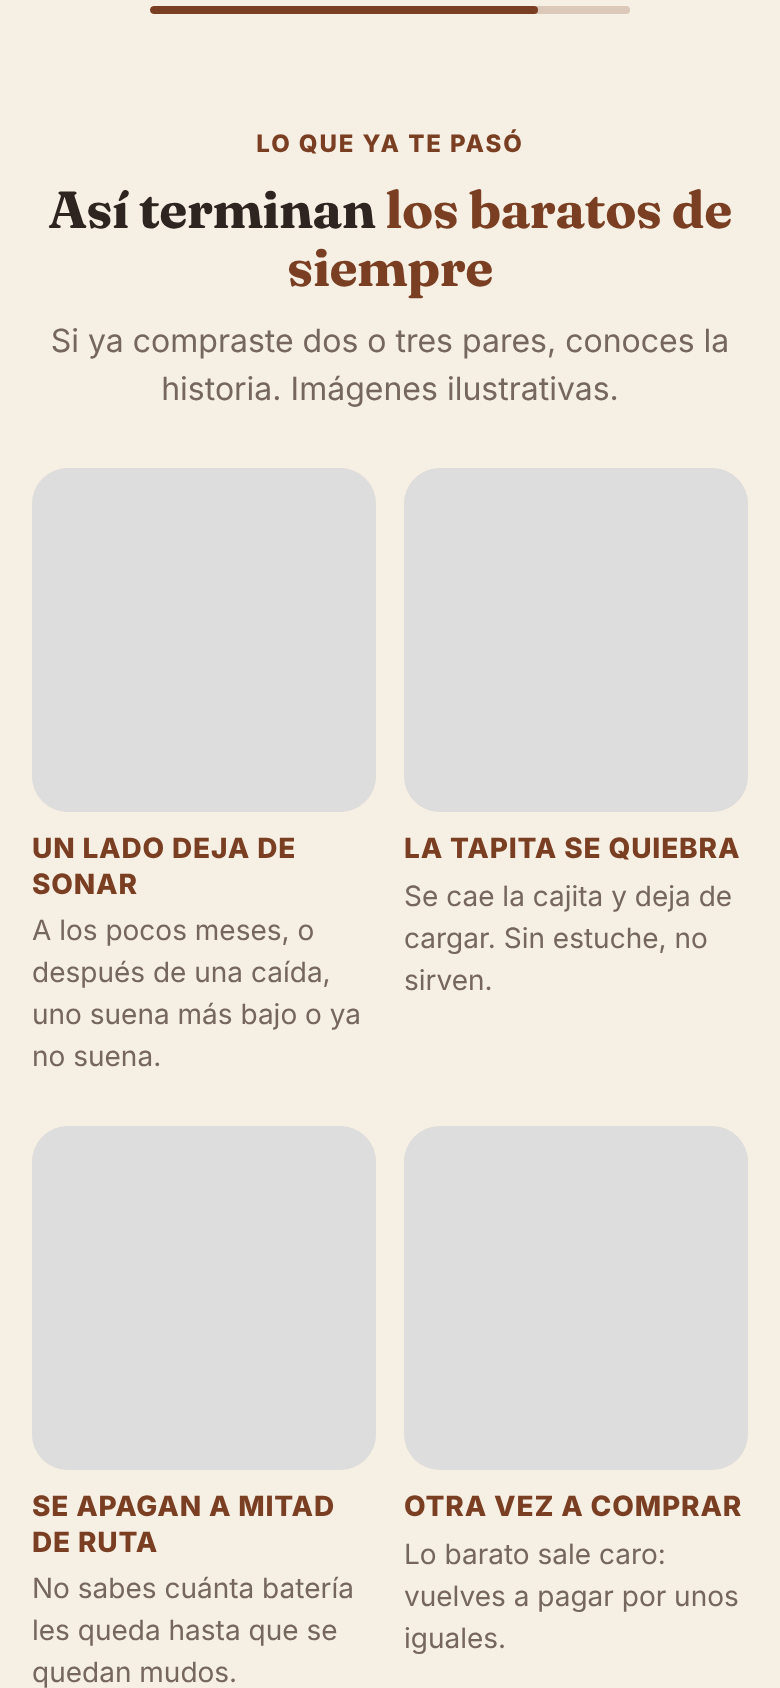 LO QUE YA TE PASÓ
Así terminan los baratos de
siempre
Si ya compraste dos o tres pares, conoces la
historia. Imágenes ilustrativas.
UN LADO DEJA DE
SONAR
A los pocos meses, o
después de una caída,
uno suena más bajo o ya
no suena.
LA TAPITA SE QUIEBRA
Se cae la cajita y deja de
cargar. Sin estuche, no
sirven.
SE APAGAN A MITAD
DE RUTA
No sabes cuánta batería
les queda hasta que se
quedan mudos.
OTRA VEZ A COMPRAR
Lo barato sale caro:
vuelves a pagar por unos
iguales.